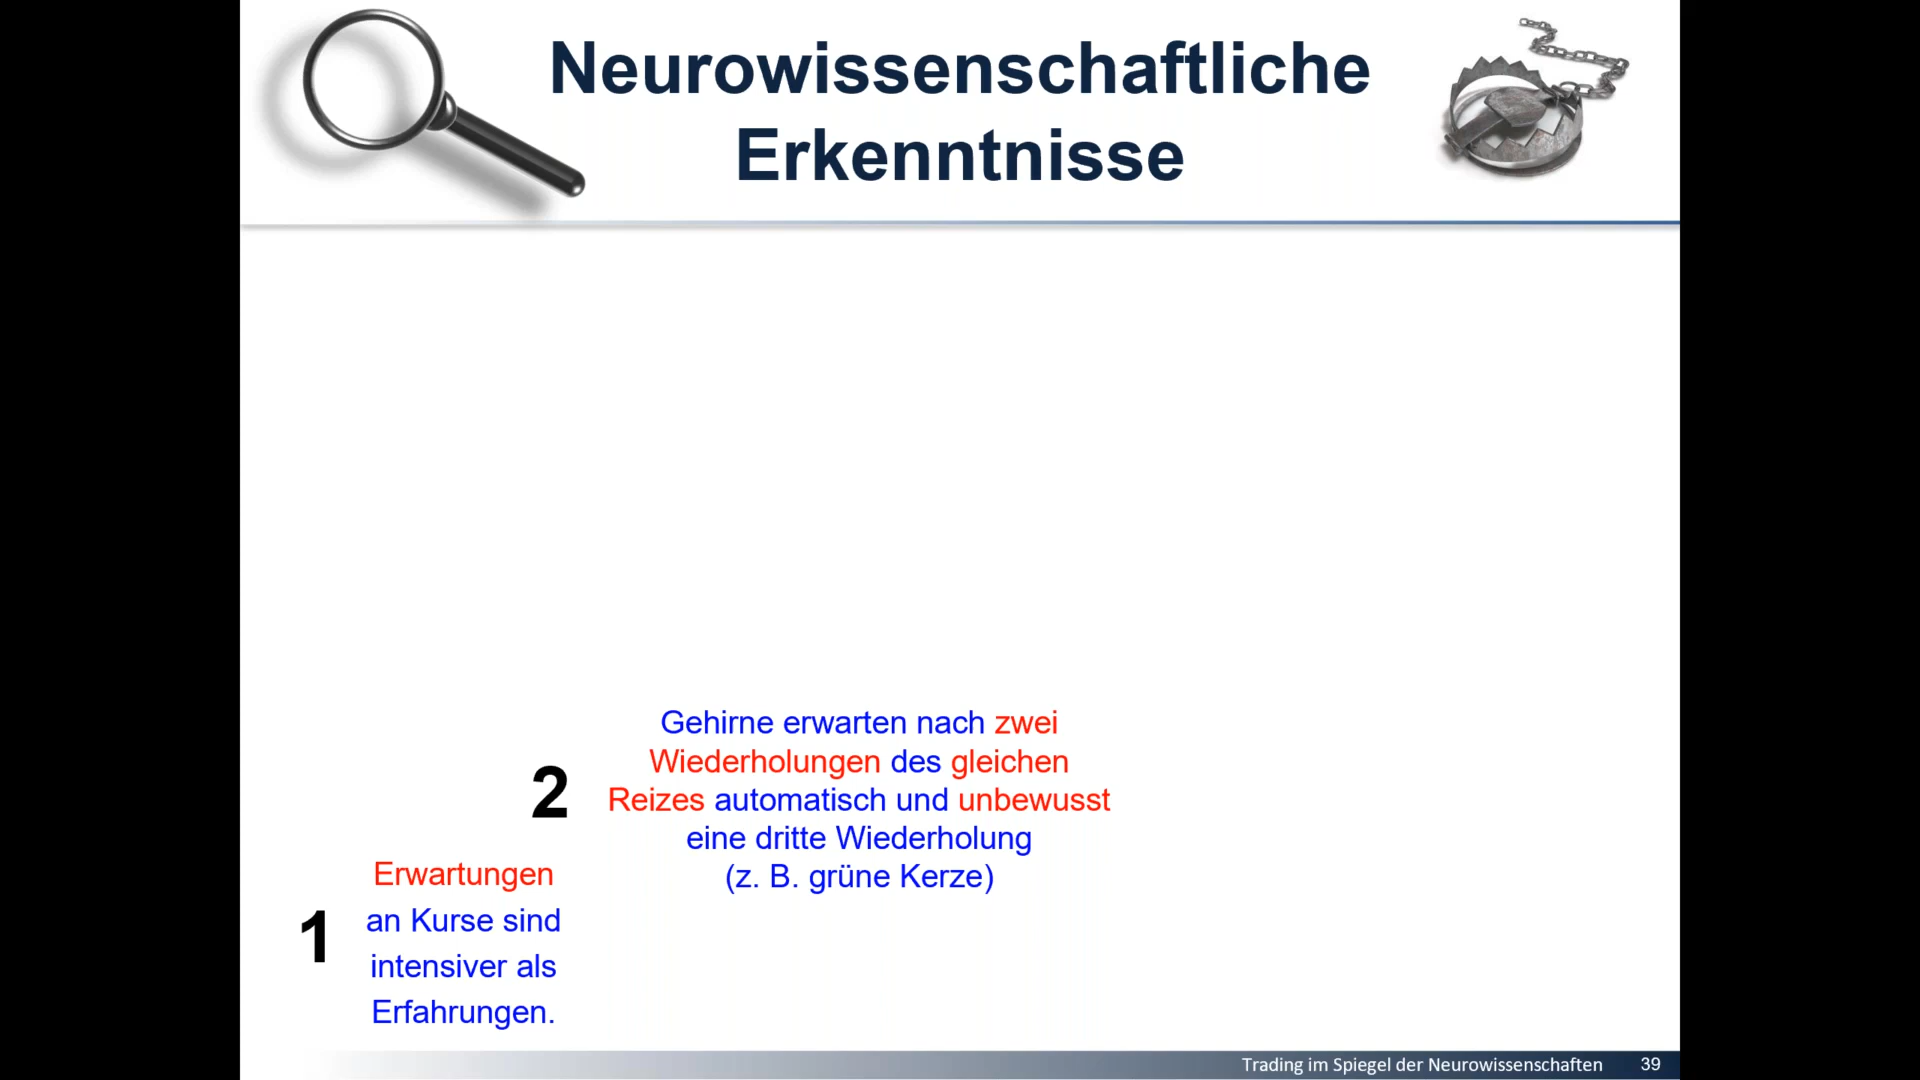 Neurowissenschaftliche
Erkenntnisse
2
Gehirne erwarten nach zwei
Wiederholungen des gleichen
Reizes automatisch und unbewusst
eine dritte Wiederholung
(z. B. grüne Kerze)
1
Erwartungen
an Kurse sind
intensiver als
Erfahrungen.
Trading im Spiegel der Neurowissenschaften 39